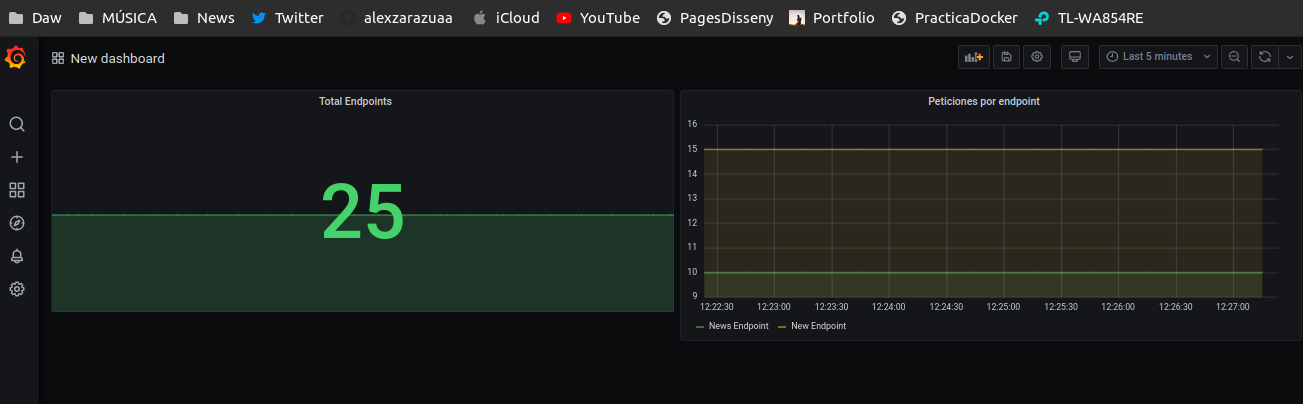 Daw MÚSICA News Twitter alexzarazuaa iCloud YouTube PagesDisseny Portfolio PracticaDocker TL-WA854RE
New dashboard Last 5 minutes
Total Endpoints
25
Peticiones por endpoint
16
15
14
13
12
11
10
9
12:22:30 12:23:00 12:23:30 12:24:00 12:24:30 12:25:00 12:25:30 12:26:00 12:26:30 12:27:00
News Endpoint New Endpoint